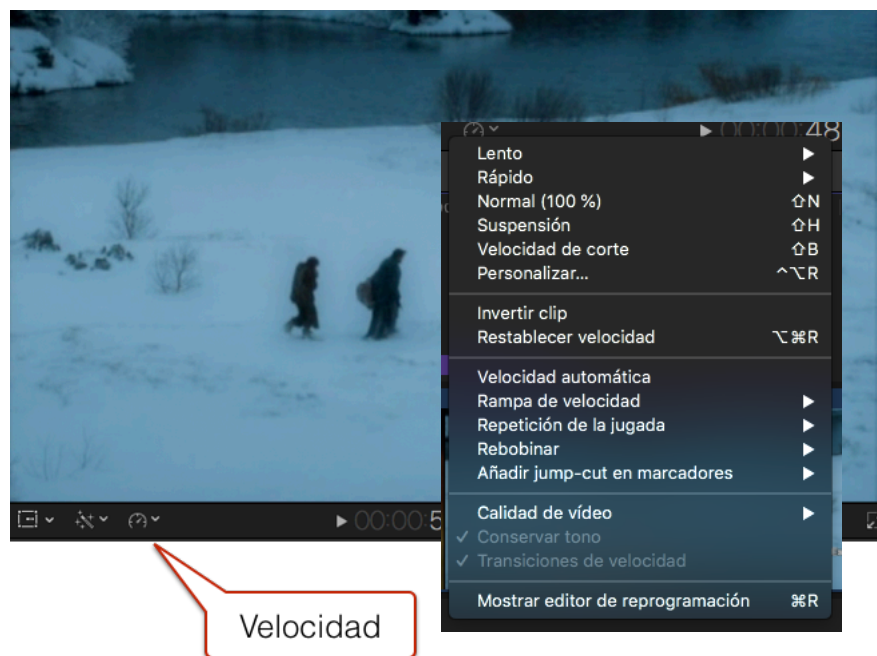 00:00:48
Lento
Rápido
Normal (100 %) ⇧N
Suspensión ⇧H
Velocidad de corte ⇧B
Personalizar... ^⌥R
Invertir clip
Restablecer velocidad ⌥⌘R
Velocidad automática
Rampa de velocidad
Repetición de la jugada
Rebobinar
Añadir jump-cut en marcadores
Calidad de vídeo
✓ Conservar tono
✓ Transiciones de velocidad
Mostrar editor de reprogramación ⌘R
00:00:5
Velocidad